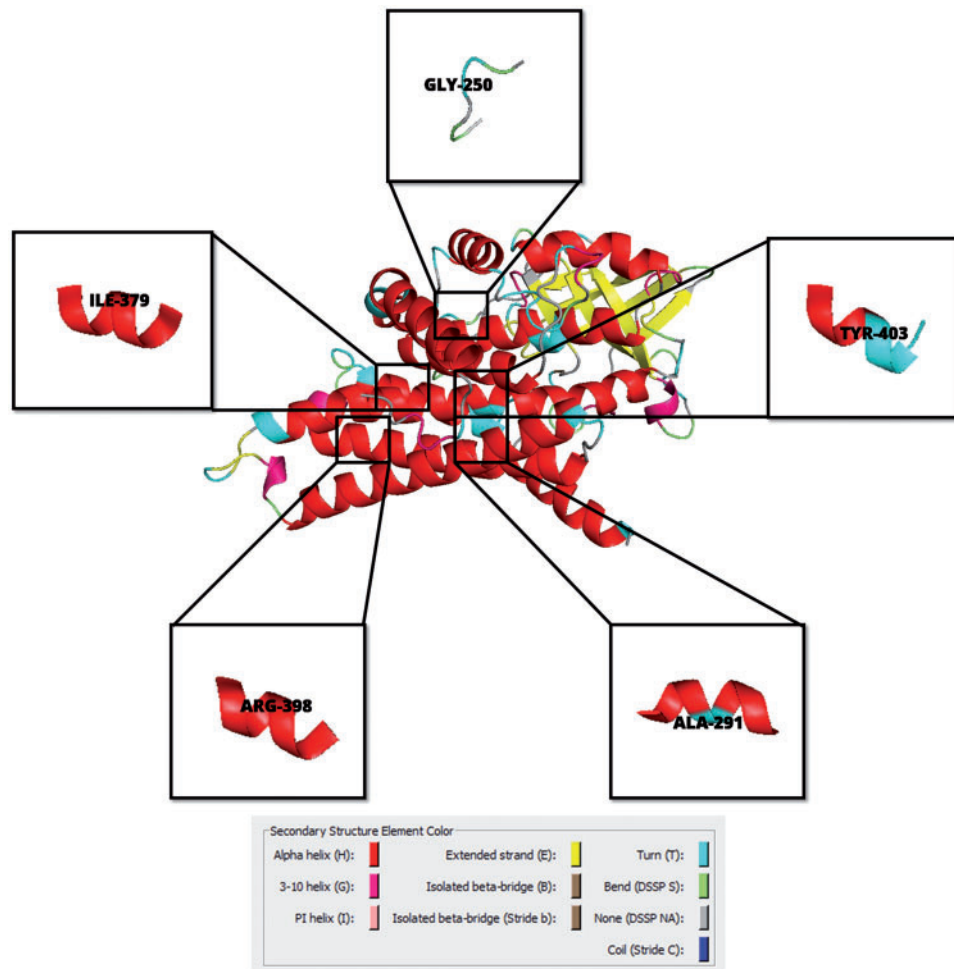 GLY-250
ILE-379
TYR-403
ARG-398
ALA-291
Secondary Structure Element Color
Alpha helix (H): Extended strand (E): Turn (T):
3-10 helix (G): Isolated beta-bridge (B): Bend (DSSP S):
PI helix (I): Isolated beta-bridge (Stride b): None (DSSP NA):
Coil (Stride C):